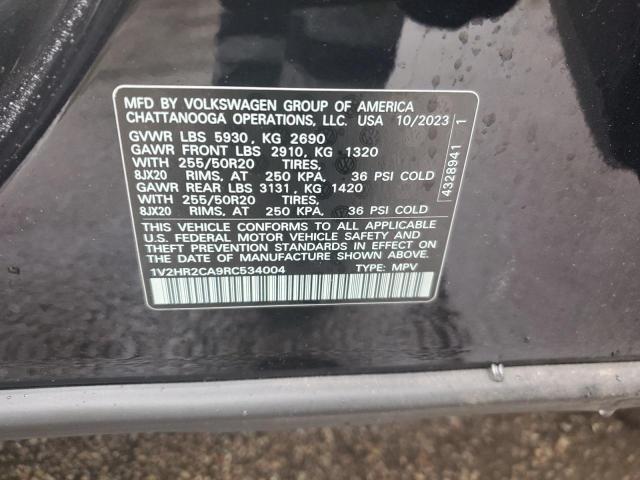 MFD BY VOLKSWAGEN GROUP OF AMERICA
CHATTANOOGA OPERATIONS, LLC. USA 10/2023
GVWR LBS 5930, KG 2690
GAWR FRONT LBS 2910, KG 1320
WITH 255/50R20 TIRES,
8JX20 RIMS, AT 250 KPA, 36 PSI COLD
GAWR REAR LBS 3131, KG 1420
WITH 255/50R20 TIRES,
8JX20 RIMS, AT 250 KPA, 36 PSI COLD
THIS VEHICLE CONFORMS TO ALL APPLICABLE
U.S. FEDERAL MOTOR VEHICLE SAFETY AND
THEFT PREVENTION STANDARDS IN EFFECT ON
THE DATE OF MANUFACTURE SHOWN ABOVE.
1V2HR2CA9RC534004 TYPE: MPV
4328941 1